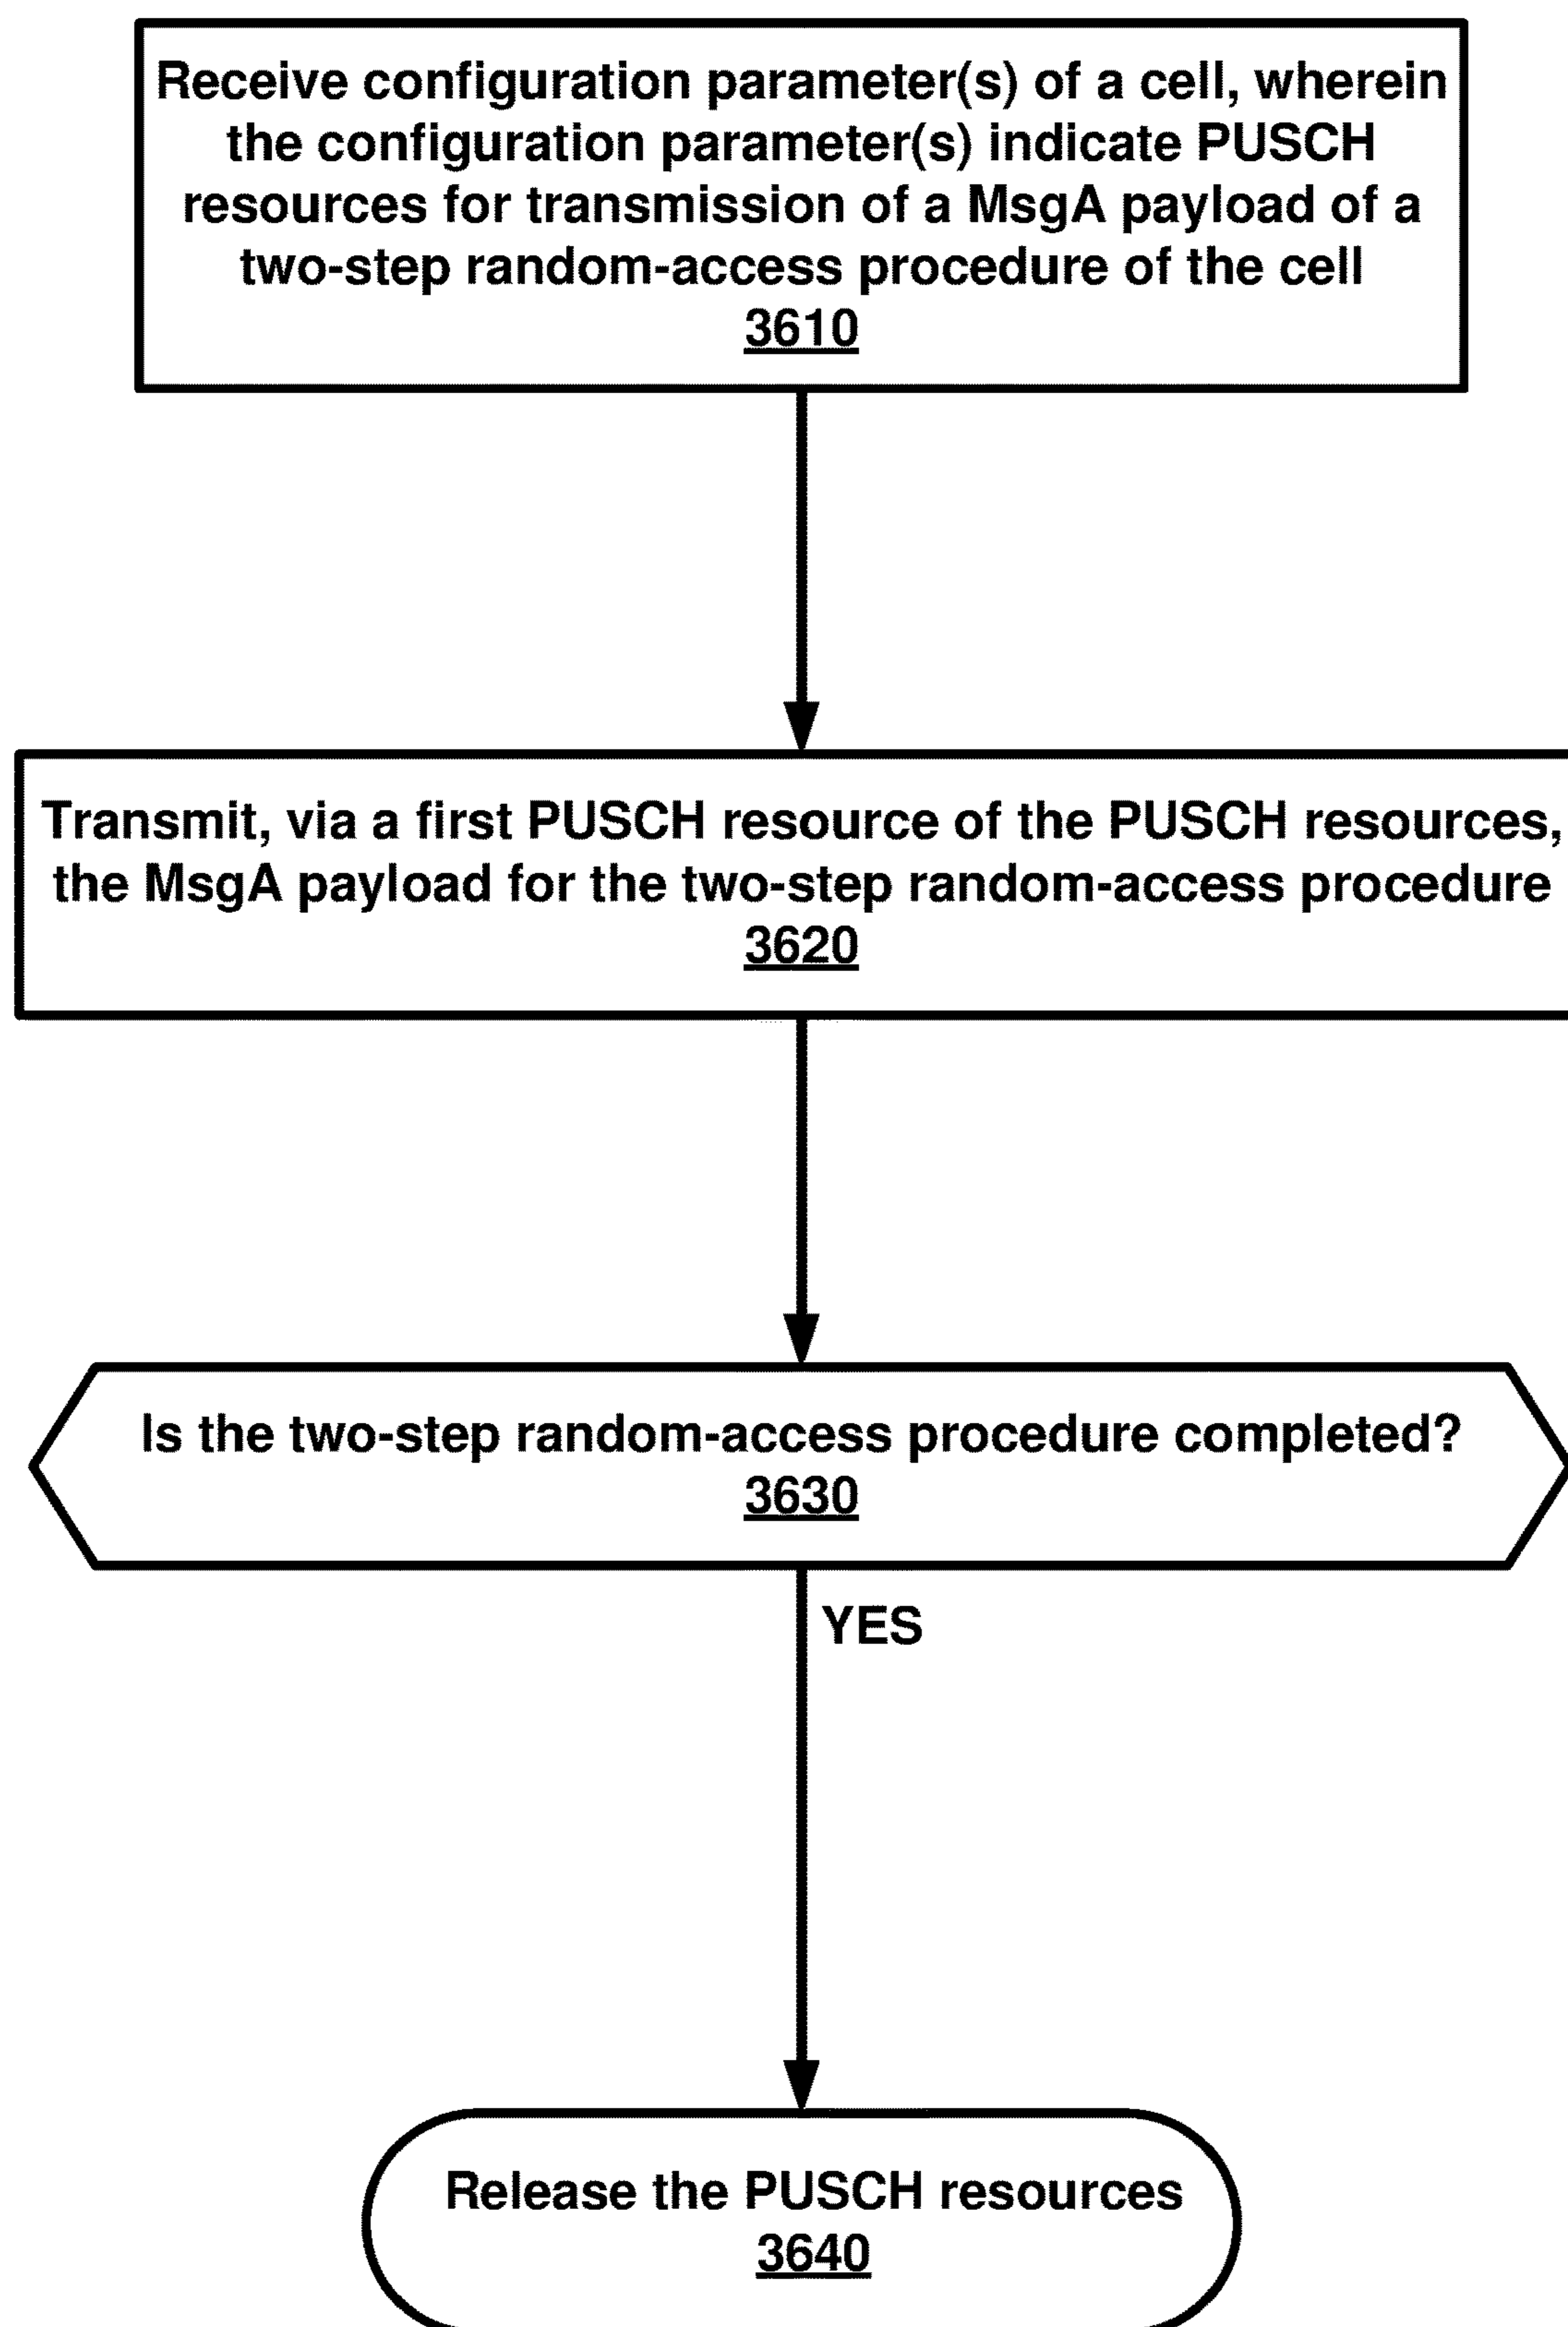 Receive configuration parameter(s) of a cell, wherein
the configuration parameter(s) indicate PUSCH
resources for transmission of a MsgA payload of a
two-step random-access procedure of the cell
3610
Transmit, via a first PUSCH resource of the PUSCH resources,
the MsgA payload for the two-step random-access procedure
3620
Is the two-step random-access procedure completed?
3630
YES
Release the PUSCH resources
3640